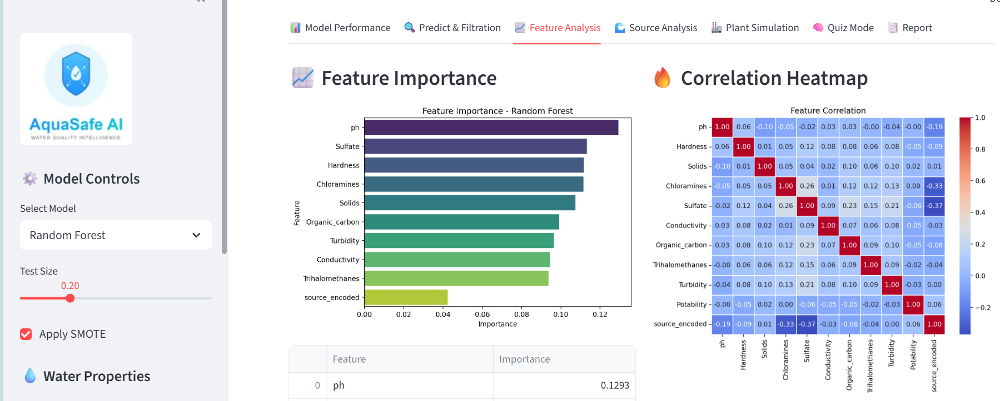 AquaSafe AI
WATER QUALITY INTELLIGENCE
Model Controls
Select Model
Random Forest
Test Size
0.20
Apply SMOTE
Water Properties
Model Performance
Predict & Filtration
Feature Analysis
Source Analysis
Plant Simulation
Quiz Mode
Report
Feature Importance
Feature Importance - Random Forest
Feature
ph
Sulfate
Hardness
Chloramines
Solids
Organic_carbon
Turbidity
Conductivity
Trihalomethanes
source_encoded
0.00 0.02 0.04 0.06 0.08 0.10 0.12
Importance
Feature Importance
0 ph 0.1293
Correlation Heatmap
Feature Correlation
ph 1.00 0.06 -0.10 -0.05 -0.02 0.03 0.03 -0.00 -0.04 -0.00 -0.19
Hardness 0.06 1.00 0.01 0.05 0.12 0.08 0.08 0.06 0.08 -0.05 -0.09
Solids -0.10 0.01 1.00 0.05 0.04 0.02 0.10 0.06 0.10 0.02 0.01
Chloramines -0.05 0.05 0.05 1.00 0.26 0.01 0.12 0.12 0.13 0.00 -0.33
Sulfate -0.02 0.12 0.04 0.26 1.00 0.09 0.23 0.15 0.21 -0.06 -0.37
Conductivity 0.03 0.08 0.02 0.01 0.09 1.00 0.07 0.06 0.08 -0.05 -0.03
Organic_carbon 0.03 0.08 0.10 0.12 0.23 0.07 1.00 0.09 0.10 -0.05 -0.08
Trihalomethanes -0.00 0.06 0.06 0.12 0.15 0.06 0.09 1.00 0.09 -0.02 -0.04
Turbidity -0.04 0.08 0.10 0.13 0.21 0.08 0.10 0.09 1.00 -0.03 0.00
Potability -0.00 -0.05 0.02 0.00 -0.06 -0.05 -0.05 -0.02 -0.03 1.00 0.06
source_encoded -0.19 -0.09 0.01 -0.33 -0.37 -0.03 -0.08 -0.04 0.00 0.06 1.00
ph
Hardness
Solids
Chloramines
Sulfate
Conductivity
Organic_carbon
Trihalomethanes
Turbidity
Potability
source_encoded
1.0
0.8
0.6
0.4
0.2
0.0
−0.2